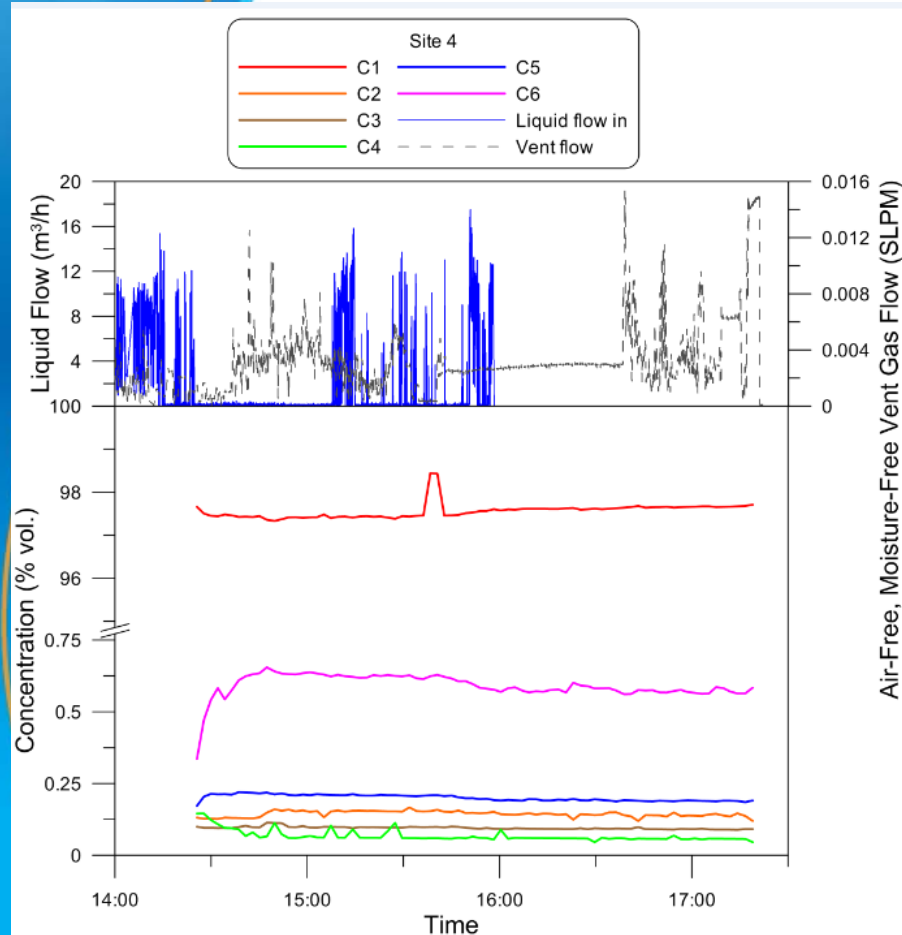 Site 4
C1
C5
C2
C6
C3
Liquid flow in
C4
Vent flow
Liquid Flow (m³/h)
20
16
12
8
4
100
0.016
0.012
0.008
0.004
0
Air-Free, Moisture-Free Vent Gas Flow (SLPM)
Concentration (% vol.)
98
96
0.75
0.5
0.25
0
14:00
15:00
16:00
17:00
Time